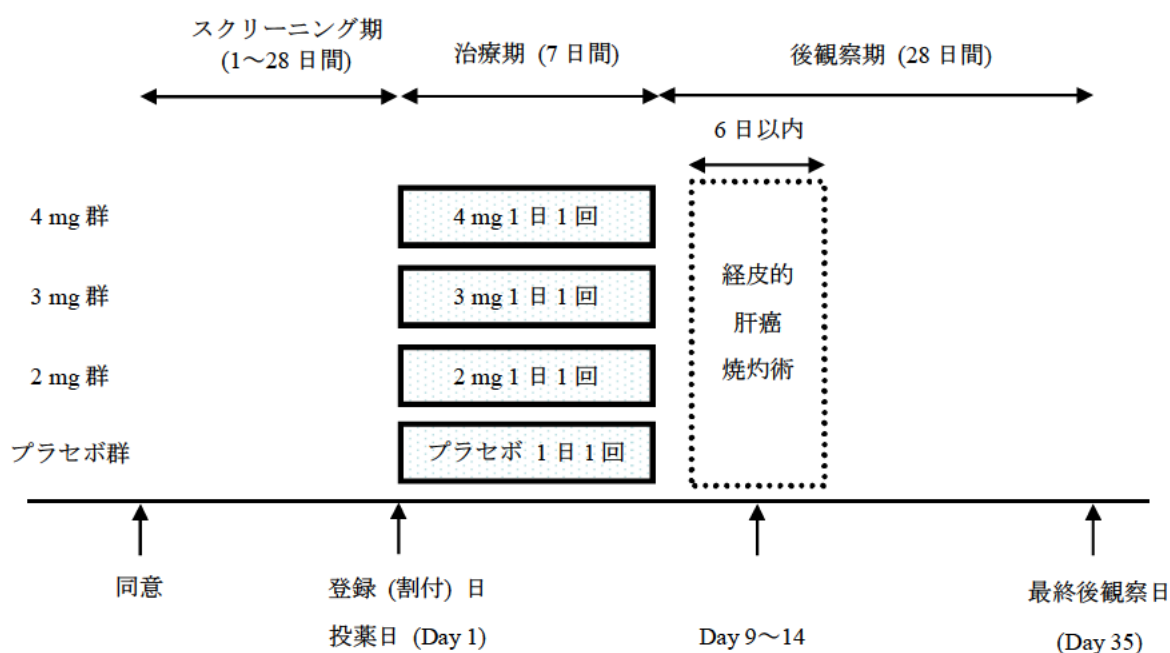 スクリーニング期
(1～28 日間)
治療期 (7 日間)
後観察期 (28 日間)
6 日以内
4 mg 群
4 mg 1 日 1 回
3 mg 群
3 mg 1 日 1 回
2 mg 群
2 mg 1 日 1 回
プラセボ群
プラセボ 1 日 1 回
経皮的
肝癌
焼灼術
同意
登録 (割付) 日
投薬日 (Day 1)
Day 9～14
最終後観察日
(Day 35)